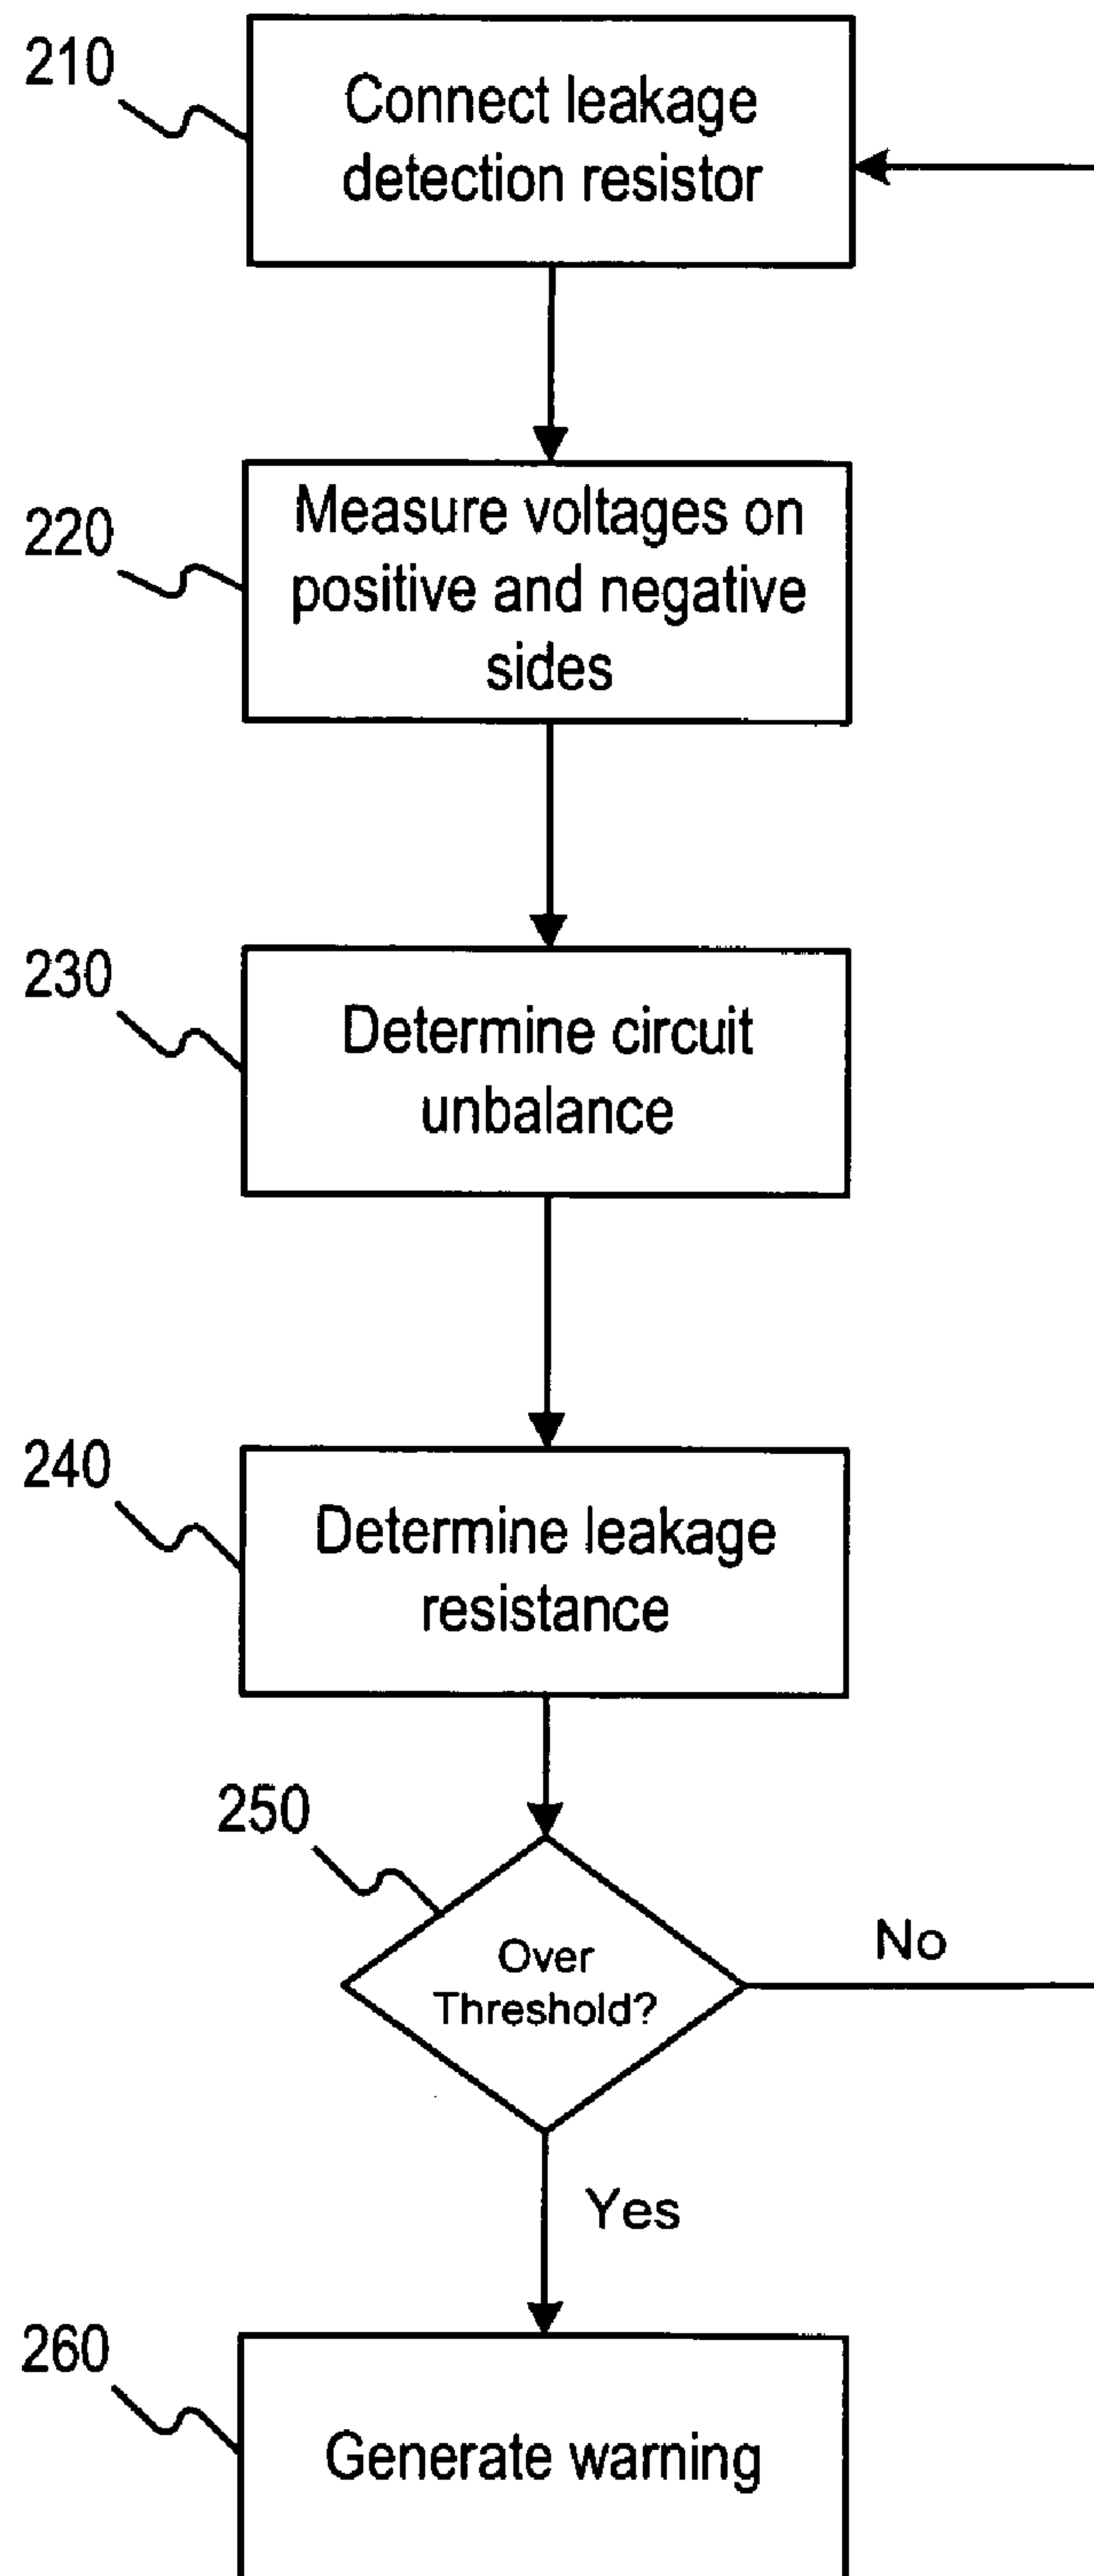 210
Connect leakage
detection resistor
220
Measure voltages on
positive and negative
sides
230
Determine circuit
unbalance
240
Determine leakage
resistance
250
Over
Threshold?
No
Yes
260
Generate warning